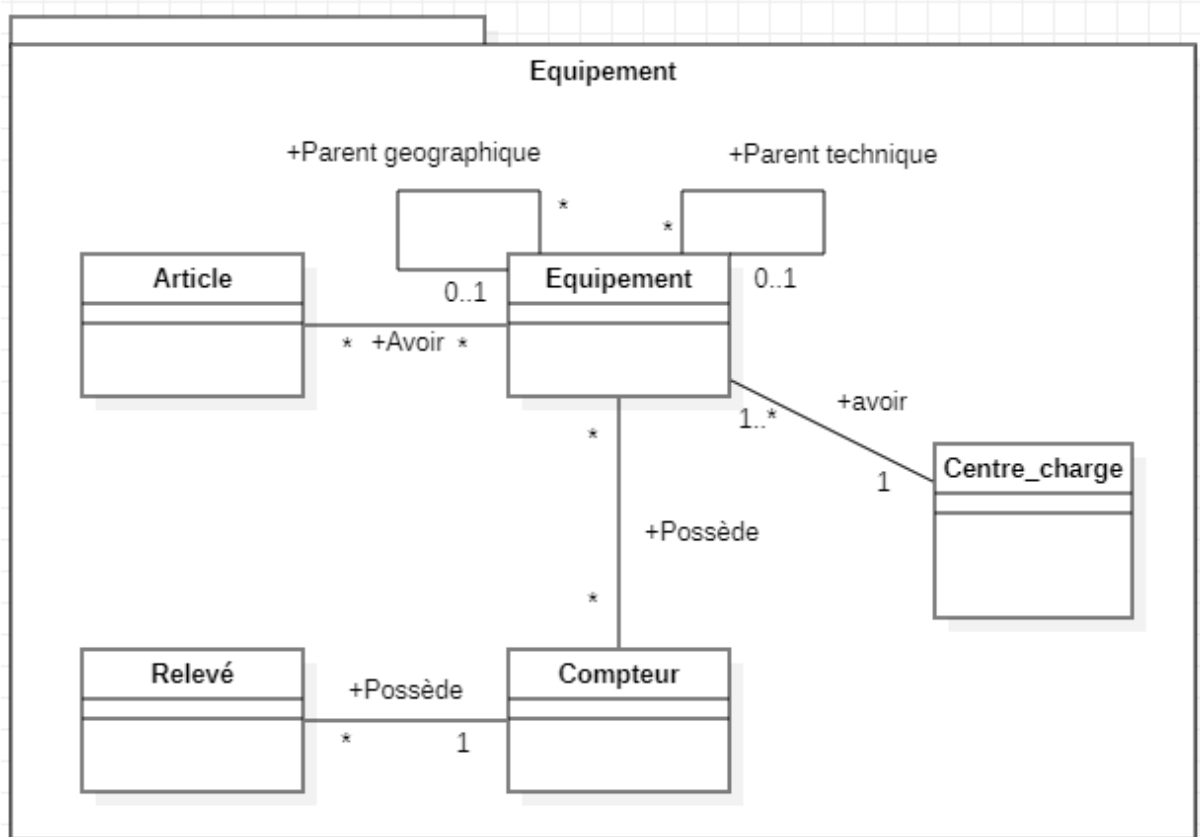 Equipement
+Parent geographique
+Parent technique
*
*
Article
Equipement
0..1
0..1
* +Avoir *
+avoir
1..*
*
Centre_charge
1
+Possède
*
Relevé
Compteur
+Possède
* 1